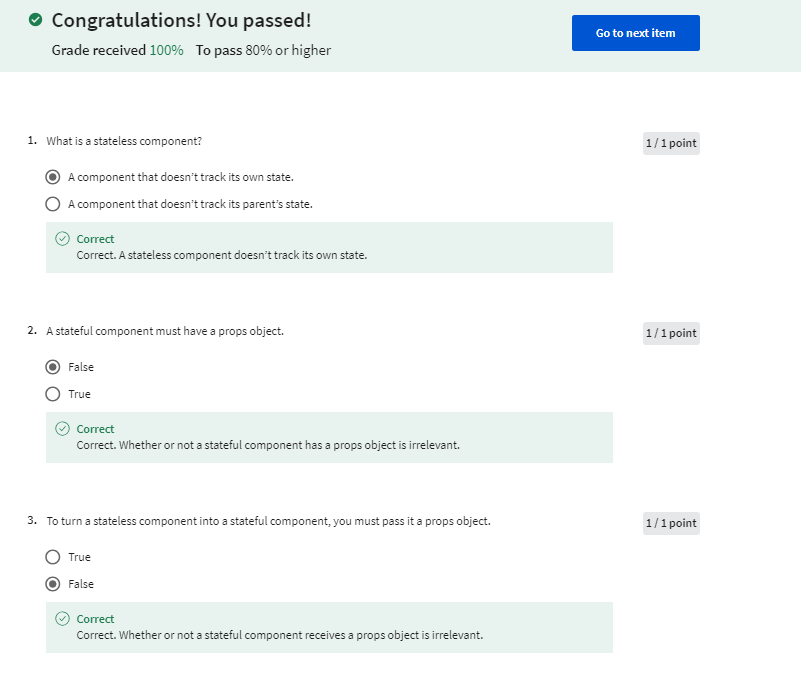 Congratulations! You passed!
Go to next item
Grade received 100% To pass 80% or higher
1. What is a stateless component?
1 / 1 point
A component that doesn't track its own state.
A component that doesn't track its parent's state.
Correct
Correct. A stateless component doesn't track its own state.
2. A stateful component must have a props object.
1 / 1 point
False
True
Correct
Correct. Whether or not a stateful component has a props object is irrelevant.
3. To turn a stateless component into a stateful component, you must pass it a props object.
1 / 1 point
True
False
Correct
Correct. Whether or not a stateful component receives a props object is irrelevant.